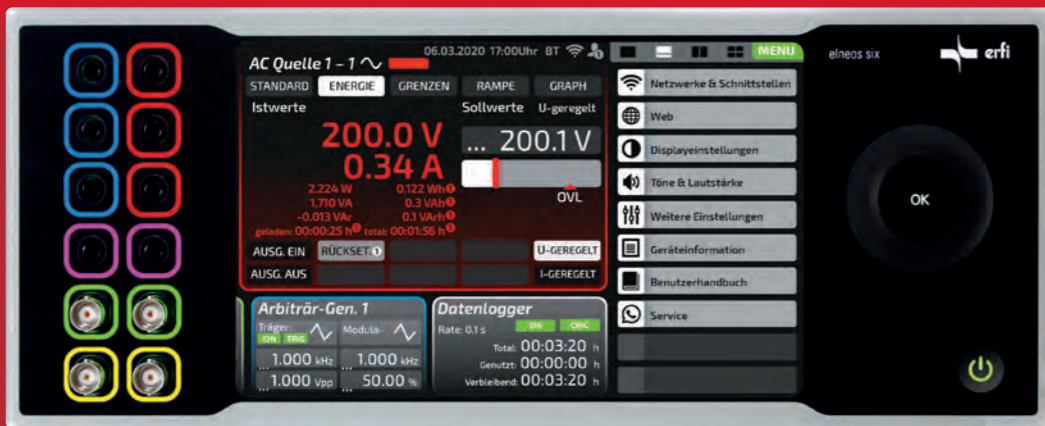 06.03.2020 17:00Uhr BT
MENU
elneos six
erfi
AC Quelle 1 – 1
STANDARD ENERGIE GRENZEN RAMPE GRAPH
Istwerte Sollwerte U-geregelt
200.0 V
... 200.1 V
0.34 A
OVL
2.224 W 0.122 Wh
1.710 VA 0.3 VAh
-0.013 VAr 0.1 VArh
geladen: 00:00:25 h total: 00:01:56 h
AUSG. EIN RÜCKSET. U-GEREGELT
AUSG. AUS I-GEREGELT
Arbiträr-Gen. 1
Träger: Modula-
ON TRIG
1.000 kHz 1.000 kHz
1.000 Vpp 50.00 %
Datenlogger
Rate: 0.1 s ON CIRC
Total: 00:03:20 h
Genutzt: 00:00:00 h
Verbleibend: 00:03:20 h
Netzwerke & Schnittstellen
Web
Displayeinstellungen
Töne & Lautstärke
Weitere Einstellungen
Geräteinformation
Benutzerhandbuch
Service
OK